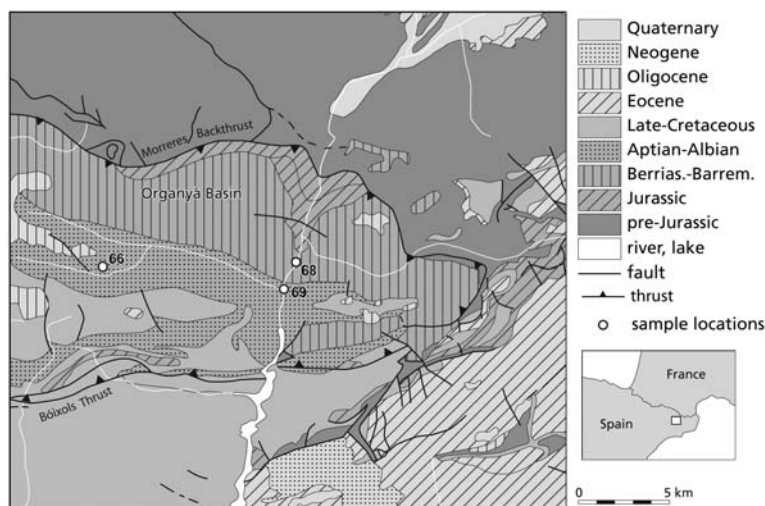 Morreres Backthrust
Organyà Basin
66
68
69
Bóixols Thrust
Quaternary
Neogene
Oligocene
Eocene
Late-Cretaceous
Aptian-Albian
Berrias.-Barrem.
Jurassic
pre-Jurassic
river, lake
fault
thrust
sample locations
France
Spain
0 5 km